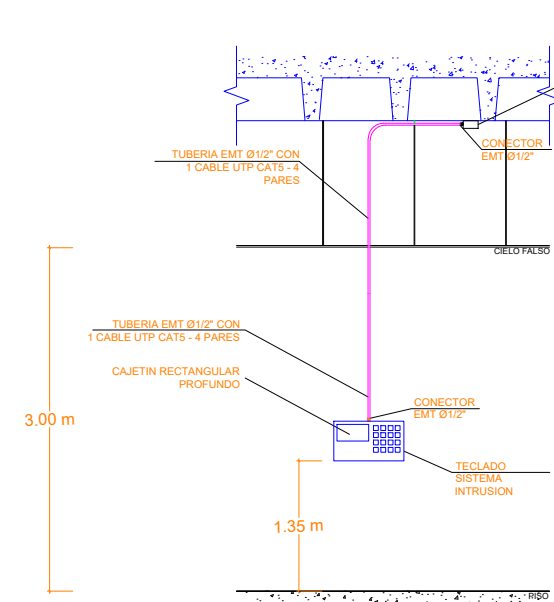 TUBERIA EMT Ø1/2" CON
1 CABLE UTP CAT5 - 4
PARES
CONECTOR
EMT Ø1/2"
CIELO FALSO
TUBERIA EMT Ø1/2" CON
1 CABLE UTP CAT5 - 4 PARES
CAJETIN RECTANGULAR
PROFUNDO
3.00 m
CONECTOR
EMT Ø1/2"
TECLADO
SISTEMA
INTRUSION
1.35 m
PISO